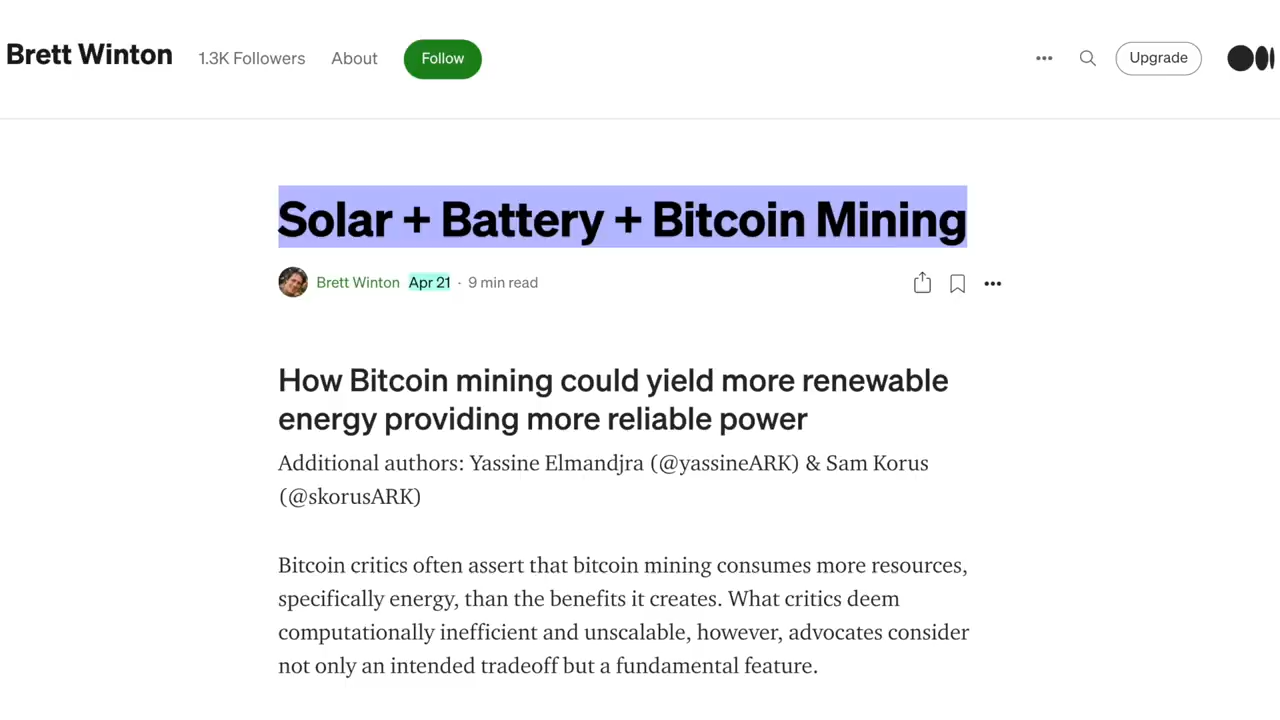 Brett Winton 1.3K Followers About Follow Upgrade
Solar + Battery + Bitcoin Mining
Brett Winton Apr 21 · 9 min read
How Bitcoin mining could yield more renewable
energy providing more reliable power
Additional authors: Yassine Elmandjra (@yassineARK) & Sam Korus
(@skorusARK)
Bitcoin critics often assert that bitcoin mining consumes more resources,
specifically energy, than the benefits it creates. What critics deem
computationally inefficient and unscalable, however, advocates consider
not only an intended tradeoff but a fundamental feature.